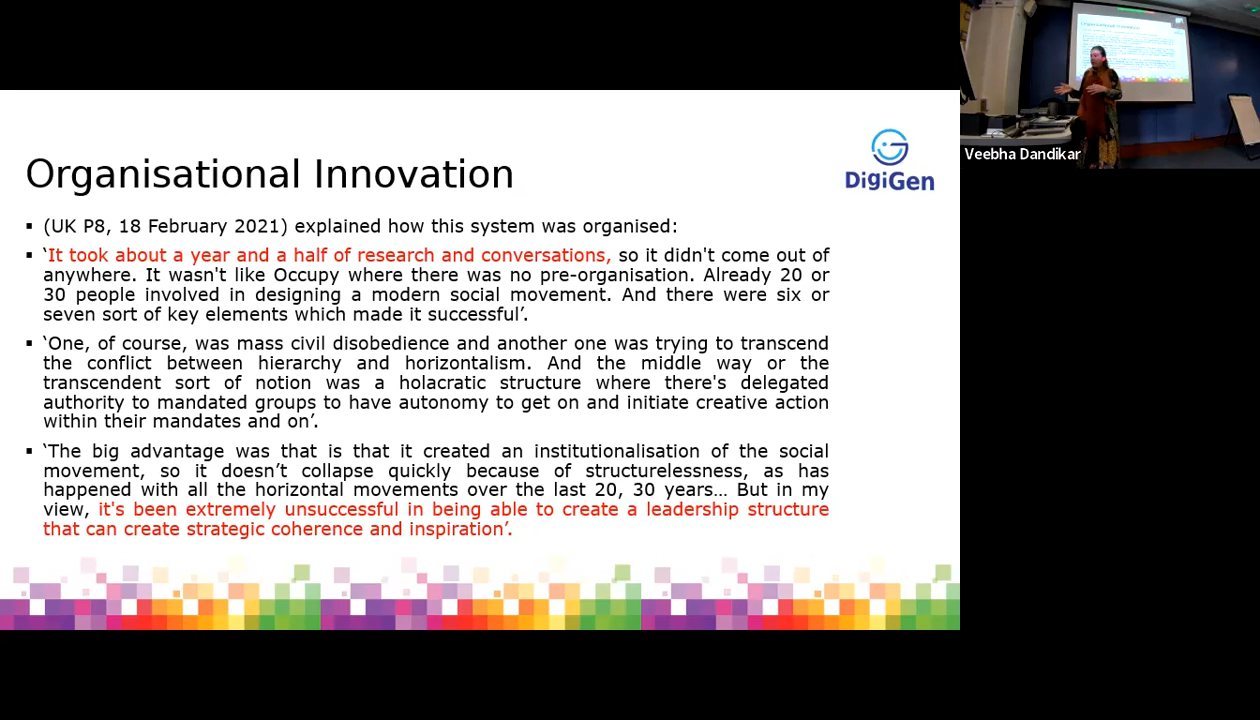 Organisational Innovation
DigiGen
(UK P8, 18 February 2021) explained how this system was organised:
‘It took about a year and a half of research and conversations, so it didn't come out of
anywhere. It wasn't like Occupy where there was no pre-organisation. Already 20 or
30 people involved in designing a modern social movement. And there were six or
seven sort of key elements which made it successful’.
‘One, of course, was mass civil disobedience and another one was trying to transcend
the conflict between hierarchy and horizontalism. And the middle way or the
transcendent sort of notion was a holacratic structure where there's delegated
authority to mandated groups to have autonomy to get on and initiate creative action
within their mandates and on’.
‘The big advantage was that is that it created an institutionalisation of the social
movement, so it doesn’t collapse quickly because of structurelessness, as has
happened with all the horizontal movements over the last 20, 30 years… But in my
view, it's been extremely unsuccessful in being able to create a leadership structure
that can create strategic coherence and inspiration’.
Veebha Dandikar